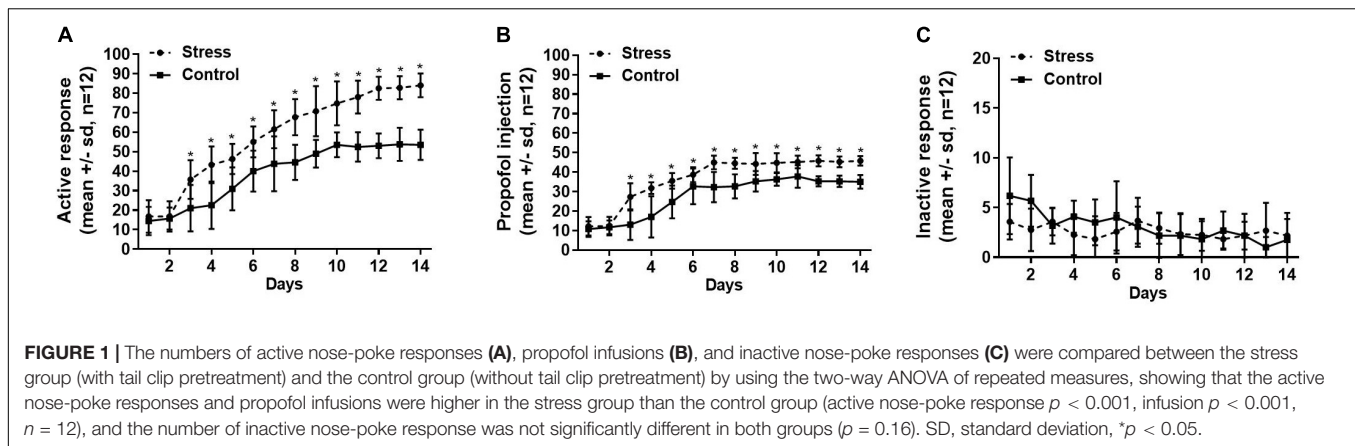 A
Stress
Control
Active response
(mean +/- sd, n=12)
100
90
80
70
60
50
40
30
20
10
0
* * * * * * * * * * * *
2 4 6 8 10 12 14
Days
B
Stress
Control
Propofol injection
(mean +/- sd, n=12)
100
90
80
70
60
50
40
30
20
10
0
* * * * * * * * * * * *
2 4 6 8 10 12 14
Days
C
Stress
Control
Inactive response
(mean +/- sd, n=12)
20
15
10
5
0
2 4 6 8 10 12 14
Days
FIGURE 1 | The numbers of active nose-poke responses (A), propofol infusions (B), and inactive nose-poke responses (C) were compared between the stress
group (with tail clip pretreatment) and the control group (without tail clip pretreatment) by using the two-way ANOVA of repeated measures, showing that the active
nose-poke responses and propofol infusions were higher in the stress group than the control group (active nose-poke response p < 0.001, infusion p < 0.001,
n = 12), and the number of inactive nose-poke response was not significantly different in both groups (p = 0.16). SD, standard deviation, *p < 0.05.